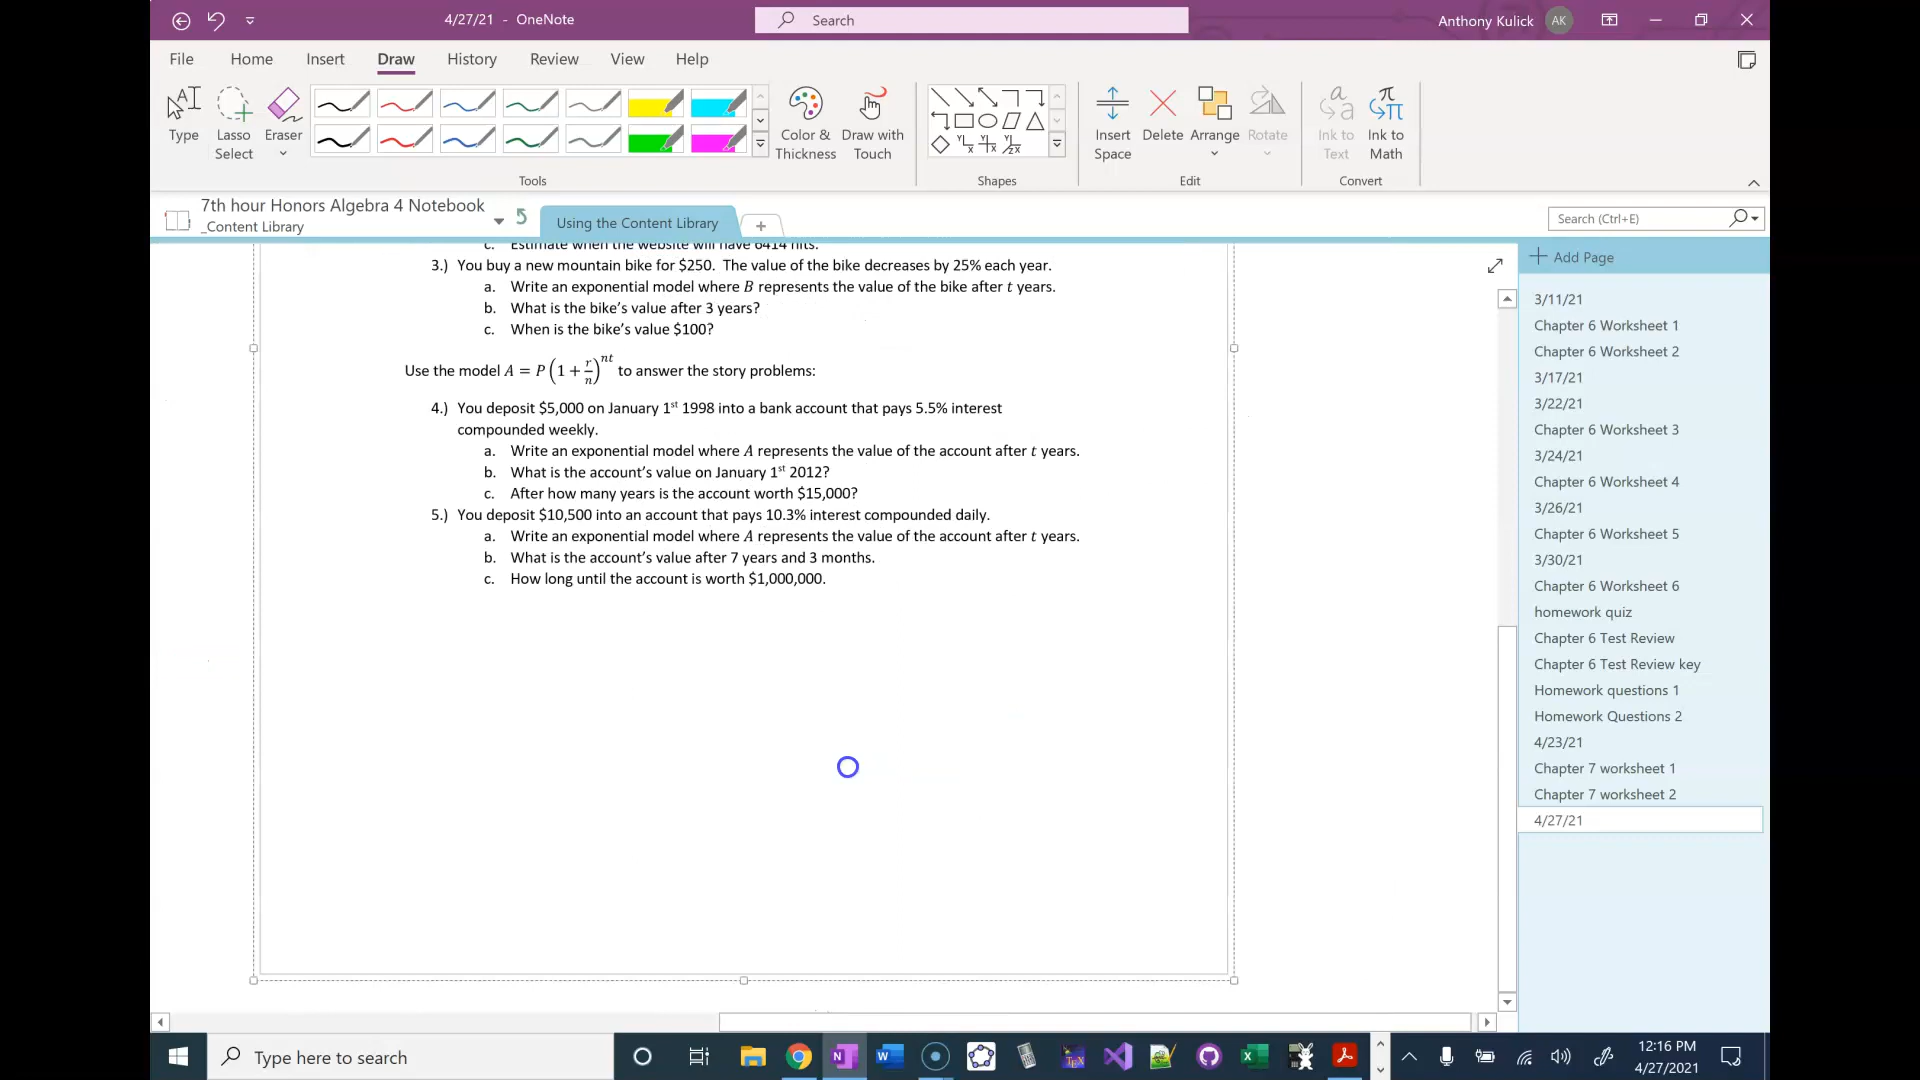 4/27/21 - OneNote
Search
Anthony Kulick
AK
File
Home
Insert
Draw
History
Review
View
Help
Type
Lasso Select
Eraser
Color & Thickness
Draw with Touch
Insert Space
Delete
Arrange
Rotate
Ink to Text
Ink to Math
Tools
Shapes
Edit
Convert
7th hour Honors Algebra 4 Notebook
_Content Library
Using the Content Library
Search (Ctrl+E)
c. Estimate when the website will have 6414 hits.
3.) You buy a new mountain bike for $250. The value of the bike decreases by 25% each year.
a. Write an exponential model where B represents the value of the bike after t years.
b. What is the bike's value after 3 years?
c. When is the bike's value $100?
Use the model A = P(1 + r/n)^nt to answer the story problems:
4.) You deposit $5,000 on January 1st 1998 into a bank account that pays 5.5% interest
compounded weekly.
a. Write an exponential model where A represents the value of the account after t years.
b. What is the account's value on January 1st 2012?
c. After how many years is the account worth $15,000?
5.) You deposit $10,500 into an account that pays 10.3% interest compounded daily.
a. Write an exponential model where A represents the value of the account after t years.
b. What is the account's value after 7 years and 3 months.
c. How long until the account is worth $1,000,000.
Add Page
3/11/21
Chapter 6 Worksheet 1
Chapter 6 Worksheet 2
3/17/21
3/22/21
Chapter 6 Worksheet 3
3/24/21
Chapter 6 Worksheet 4
3/26/21
Chapter 6 Worksheet 5
3/30/21
Chapter 6 Worksheet 6
homework quiz
Chapter 6 Test Review
Chapter 6 Test Review key
Homework questions 1
Homework Questions 2
4/23/21
Chapter 7 worksheet 1
Chapter 7 worksheet 2
4/27/21
Type here to search
12:16 PM
4/27/2021